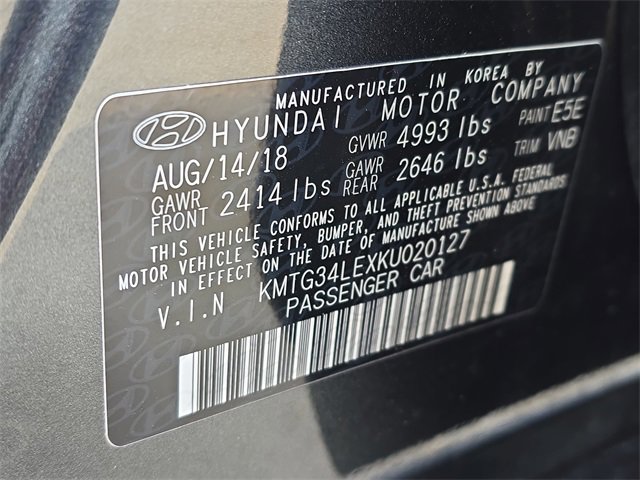 MANUFACTURED IN KOREA BY
HYUNDAI MOTOR COMPANY
AUG/14/18 GVWR 4993 lbs PAINT E5E
GAWR FRONT 2414 lbs GAWR REAR 2646 lbs TRIM VNB
THIS VEHICLE CONFORMS TO ALL APPLICABLE U.S.A. FEDERAL
MOTOR VEHICLE SAFETY, BUMPER, AND THEFT PREVENTION STANDARDS
IN EFFECT ON THE DATE OF MANUFACTURE SHOWN ABOVE
V.I.N KMTG34LEXKU020127
PASSENGER CAR